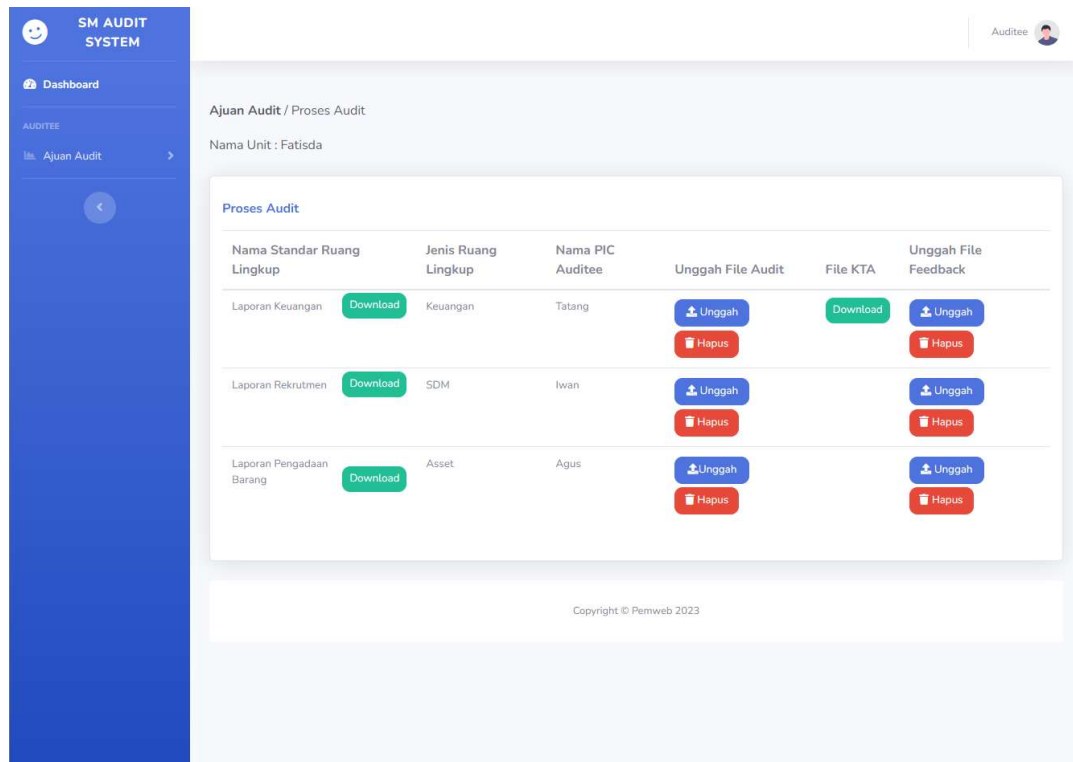 SM AUDIT
SYSTEM
Auditee
Dashboard
AUDITEE
Ajuan Audit
Ajuan Audit / Proses Audit
Nama Unit : Fatisda
Proses Audit
Nama Standar Ruang Lingkup Jenis Ruang Lingkup Nama PIC Auditee Unggah File Audit File KTA Unggah File Feedback
Laporan Keuangan Download Keuangan Tatang Unggah Download Unggah
Hapus Hapus
Laporan Rekrutmen Download SDM Iwan Unggah Unggah
Hapus Hapus
Laporan Pengadaan Barang Download Asset Agus Unggah Unggah
Hapus Hapus
Copyright © Pemweb 2023